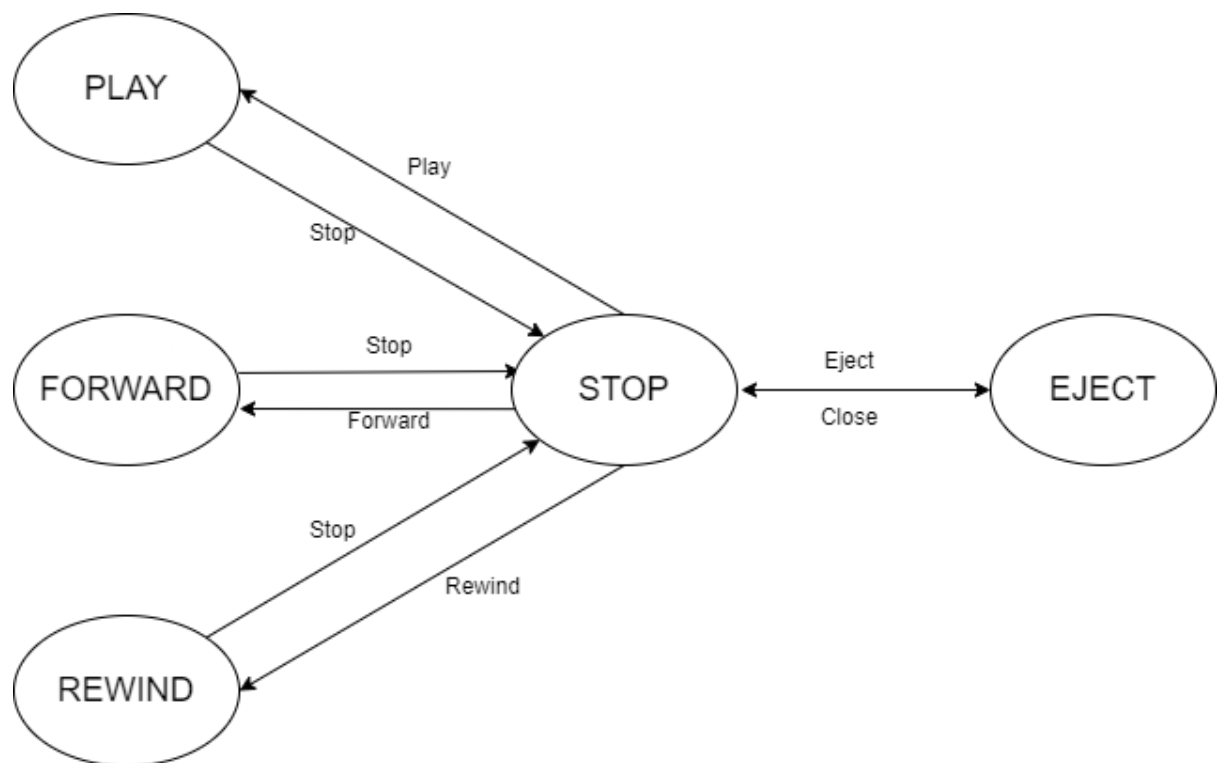 PLAY
Play
Stop
Stop
FORWARD
STOP
Eject
EJECT
Forward
Close
Stop
Rewind
REWIND